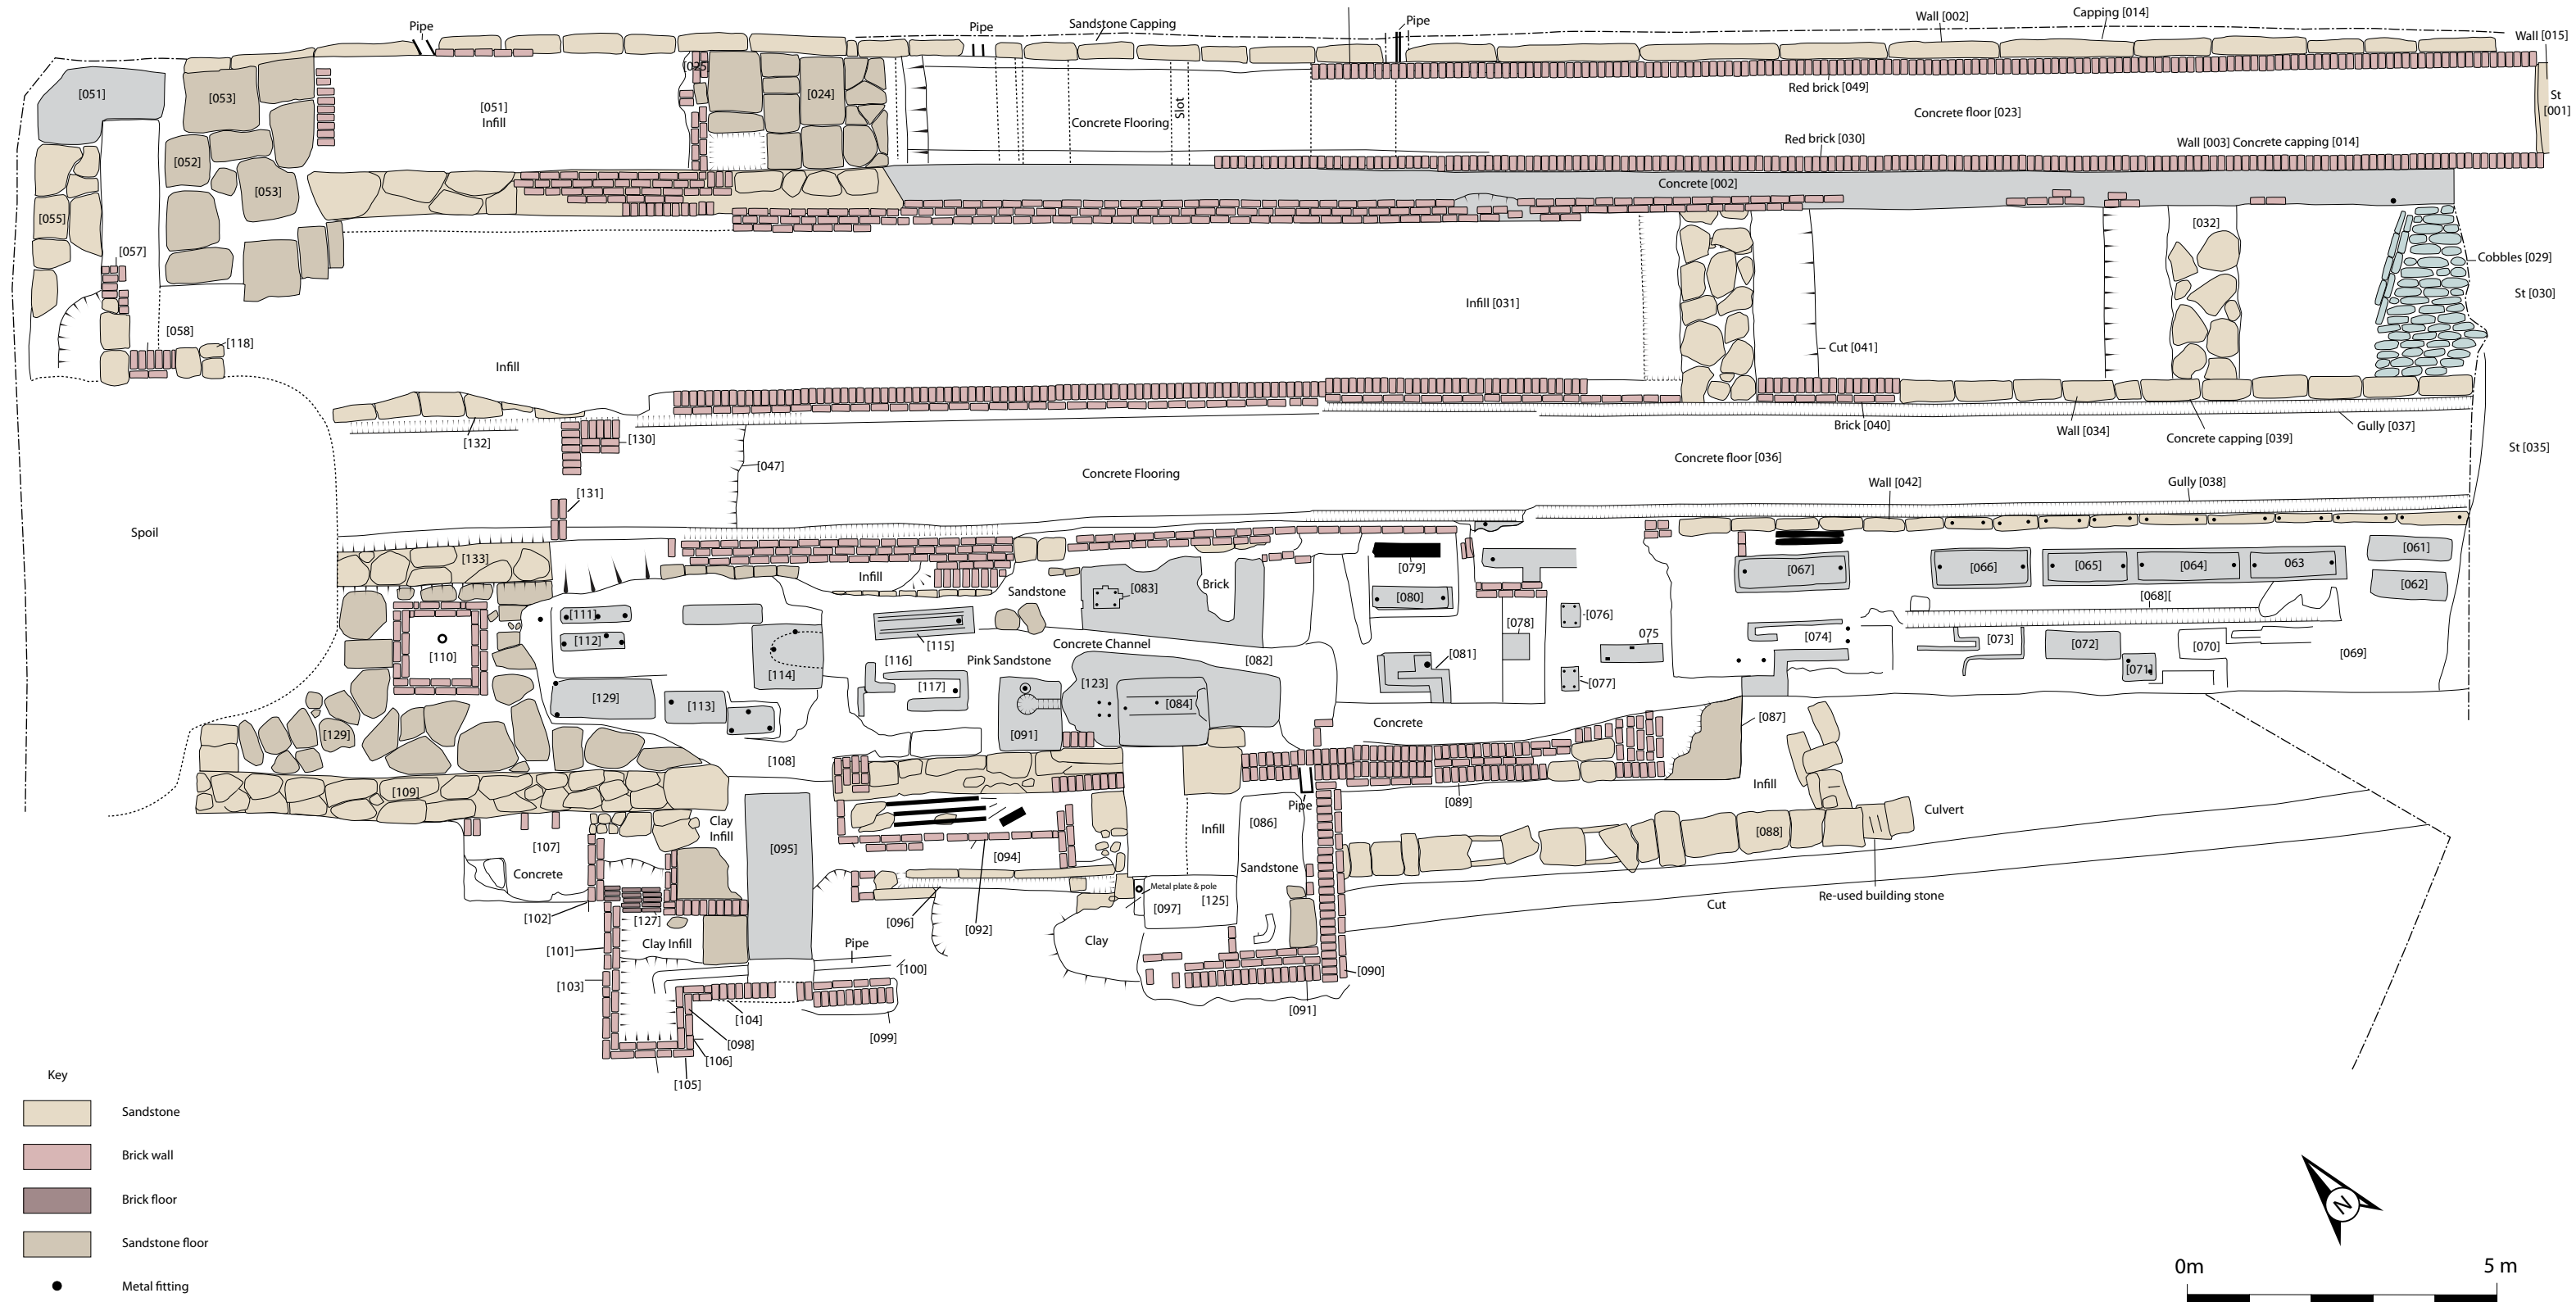 Pipe
Pipe
Sandstone Capping
Pipe
Wall [002]
Capping [014]
Wall [015]
[051]
[053]
[051]
Infill
[025]
[024]
Concrete Flooring
Slot
Red brick [049]
Concrete floor [023]
St
[001]
[052]
[053]
Red brick [030]
Wall [003] Concrete capping [014]
Concrete [002]
[055]
[057]
[032]
Cobbles [029]
St [030]
Infill [031]
[058]
[118]
Cut [041]
Infill
[132]
[130]
Brick [040]
Wall [034]
Concrete capping [039]
Gully [037]
St [035]
[047]
Concrete Flooring
Concrete floor [036]
[131]
Wall [042]
Gully [038]
Spoil
[133]
Infill
Sandstone
[083]
Brick
[079]
[080]
[067]
[066]
[065]
[064]
063
[061]
[062]
[068][
[111]
[112]
[110]
[115]
Concrete Channel
[076]
[078]
075
[074]
[073]
[072]
[070]
[069]
[071]
[114]
[116]
Pink Sandstone
[082]
[081]
[077]
[117]
[123]
[084]
[129]
[113]
[091]
[129]
Concrete
[087]
[108]
[109]
Infill
Pipe
[089]
Clay
Infill
[107]
[095]
[094]
Infill
[086]
[088]
Culvert
Concrete
Sandstone
Metal plate & pole
[125]
[097]
Re-used building stone
Cut
[102]
[127]
[096]
[092]
[101]
Clay Infill
Pipe
Clay
[100]
[103]
[090]
[091]
[104]
[099]
[098]
[106]
[105]
Key
Sandstone
Brick wall
Brick floor
Sandstone floor
Metal fitting
N
0m
5 m